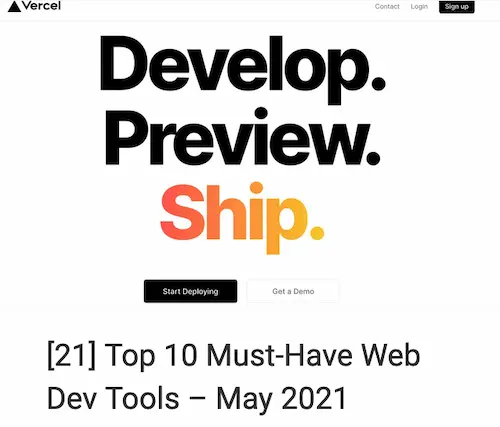 Vercel
Contact Login Sign up
Develop.
Preview.
Ship.
Start Deploying Get a Demo
[21] Top 10 Must-Have Web
Dev Tools – May 2021